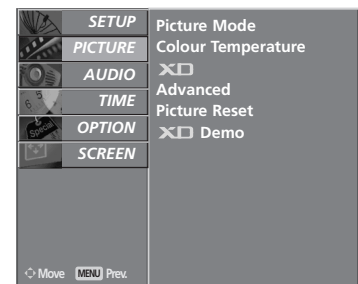 SETUP
PICTURE
AUDIO
TIME
OPTION
SCREEN
Move MENU Prev.
Picture Mode
Colour Temperature
XD
Advanced
Picture Reset
XD Demo